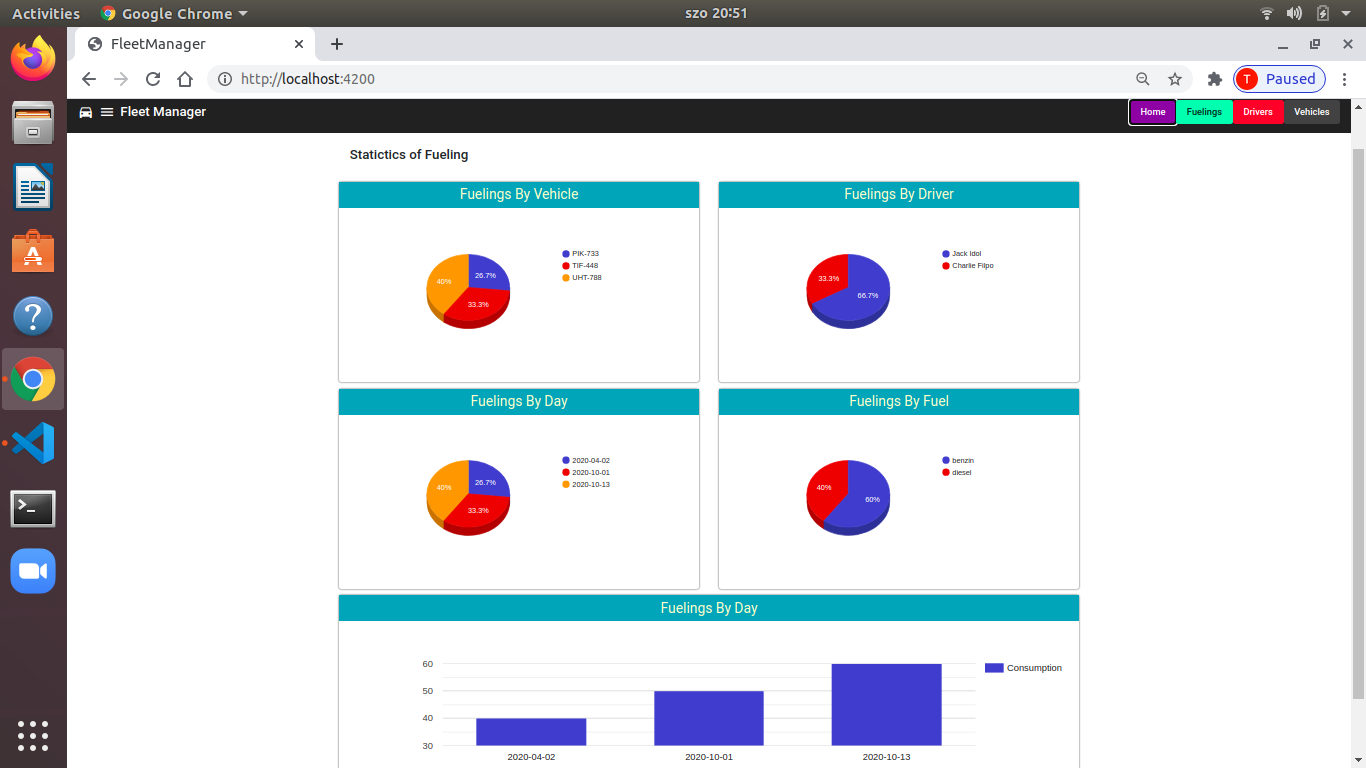 Activities Google Chrome szo 20:51
FleetManager
http://localhost:4200 T Paused
Fleet Manager Home Fuelings Drivers Vehicles
Statictics of Fueling
Fuelings By Vehicle
26.7%
33.3%
40%
PIK-733
TIF-448
UHT-788
Fuelings By Driver
33.3%
66.7%
Jack Idol
Charlie Filpo
Fuelings By Day
26.7%
33.3%
40%
2020-04-02
2020-10-01
2020-10-13
Fuelings By Fuel
40%
60%
benzin
diesel
Fuelings By Day
60
50
40
30
Consumption
2020-04-02 2020-10-01 2020-10-13